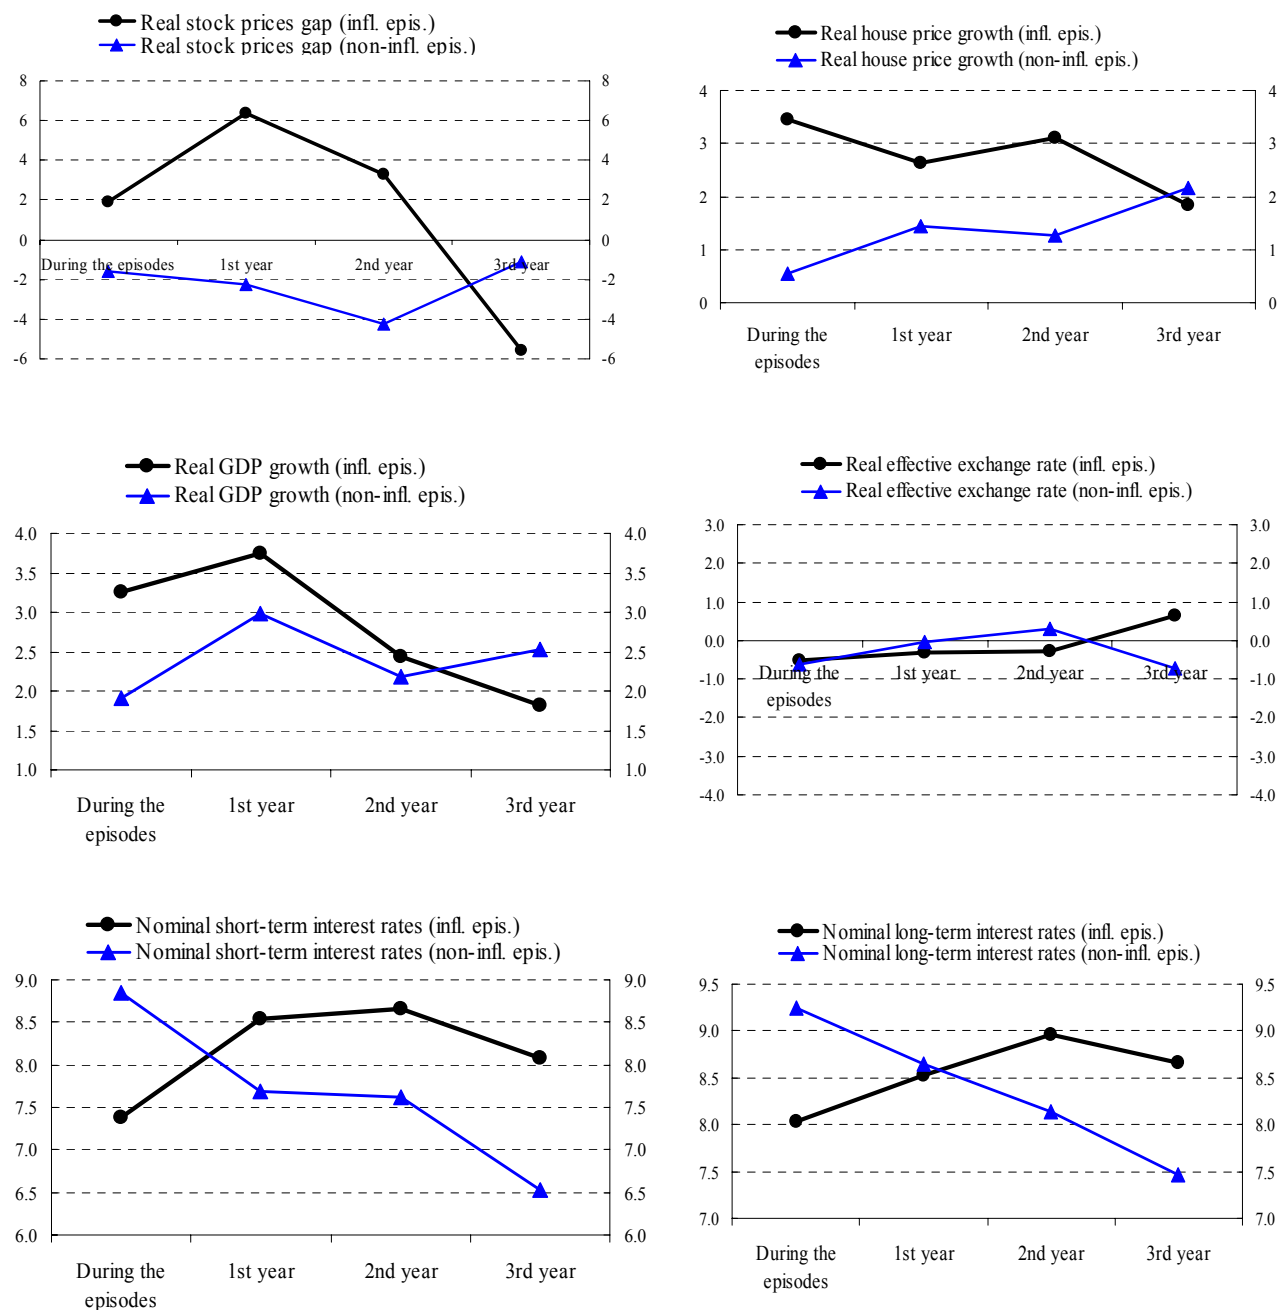 Real stock prices gap (infl. epis.)
Real stock prices gap (non-infl. epis.)
8 8
6 6
4 4
2 2
0 0
During the episodes 1st year 2nd year 3rd year
-2 -2
-4 -4
-6 -6
Real house price growth (infl. epis.)
Real house price growth (non-infl. epis.)
4 4
3 3
2 2
1 1
0 0
During the episodes 1st year 2nd year 3rd year
Real GDP growth (infl. epis.)
Real GDP growth (non-infl. epis.)
4.0 4.0
3.5 3.5
3.0 3.0
2.5 2.5
2.0 2.0
1.5 1.5
1.0 1.0
During the episodes 1st year 2nd year 3rd year
Real effective exchange rate (infl. epis.)
Real effective exchange rate (non-infl. epis.)
3.0 3.0
2.0 2.0
1.0 1.0
0.0 0.0
During the episodes 1st year 2nd year 3rd year
-1.0 -1.0
-2.0 -2.0
-3.0 -3.0
-4.0 -4.0
Nominal short-term interest rates (infl. epis.)
Nominal short-term interest rates (non-infl. epis.)
9.0 9.0
8.5 8.5
8.0 8.0
7.5 7.5
7.0 7.0
6.5 6.5
6.0 6.0
During the episodes 1st year 2nd year 3rd year
Nominal long-term interest rates (infl. epis.)
Nominal long-term interest rates (non-infl. epis.)
9.5 9.5
9.0 9.0
8.5 8.5
8.0 8.0
7.5 7.5
7.0 7.0
During the episodes 1st year 2nd year 3rd year